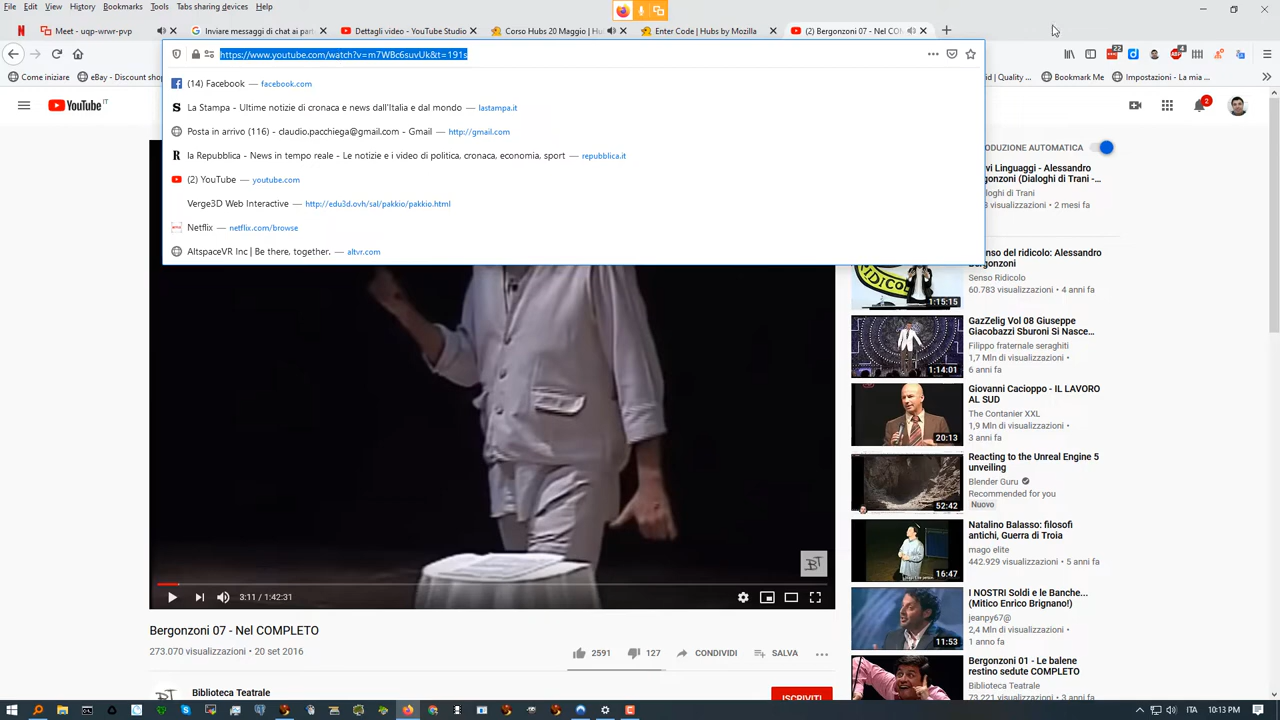 File Edit View History Bookmarks Tools Tabs sharing devices Help
Meet - uqp-wrwr-pvn
Inviare messaggi di chat ai part
Dettagli video - YouTube Studio
Corso Hubs 20 Maggio | Hub
Enter Code | Hubs by Mozilla
(2) Bergonzoni 07 - Nel CO
https://www.youtube.com/watch?v=m7WBc6suvUk&t=191s
22
4
Come iniziare
eBay
(14) Facebook — facebook.com
d |Quality ...
Bookmark Me
Impostazioni - La mia ...
La Stampa - Ultime notizie di cronaca e news dall'Italia e dal mondo — lastampa.it
YouTube IT
2
Posta in arrivo (116) - claudio.pacchiega@gmail.com - Gmail — http://gmail.com
la Repubblica - News in tempo reale - Le notizie e i video di politica, cronaca, economia, sport — repubblica.it
ODUZIONE AUTOMATICA
(2) YouTube — youtube.com
vi Linguaggi - Alessandro
gonzoni (Dialoghi di Trani -...
loghi di Trani
visualizzazioni • 2 mesi fa
Verge3D Web Interactive — http://edu3d.ovh/sal/pakkio/pakkio.html
Netflix — netflix.com/browse
AltspaceVR Inc | Be there, together. — altvr.com
enso del ridicolo: Alessandro
Bergonzoni
Senso Ridicolo
60.783 visualizzazioni • 4 anni fa
1:15:15
GazZelig Vol 08 Giuseppe
Giacobazzi Sburoni Si Nasce...
Filippo fraternale seraghiti
1,7 Mln di visualizzazioni •
6 anni fa
1:14:01
Giovanni Cacioppo - IL LAVORO
AL SUD
The Contanier XXL
1,9 Mln di visualizzazioni •
3 anni fa
20:13
Reacting to the Unreal Engine 5
unveiling
Blender Guru
Recommended for you
Nuovo
52:42
Natalino Balasso: filosofi
antichi, Guerra di Troia
mago elite
442.929 visualizzazioni • 5 anni fa
16:47
I NOSTRI Soldi e le Banche...
(Mitico Enrico Brignano!)
jeanpy67@
2,4 Mln di visualizzazioni •
1 anno fa
11:53
Bergonzoni 01 - Le balene
restino sedute COMPLETO
Biblioteca Teatrale
73.221 visualizzazioni •
BT
3:11 / 1:42:31
Bergonzoni 07 - Nel COMPLETO
273.070 visualizzazioni • 20 set 2016
2591 127 CONDIVIDI SALVA
Biblioteca Teatrale
ISCRIVITI
ITA 10:13 PM